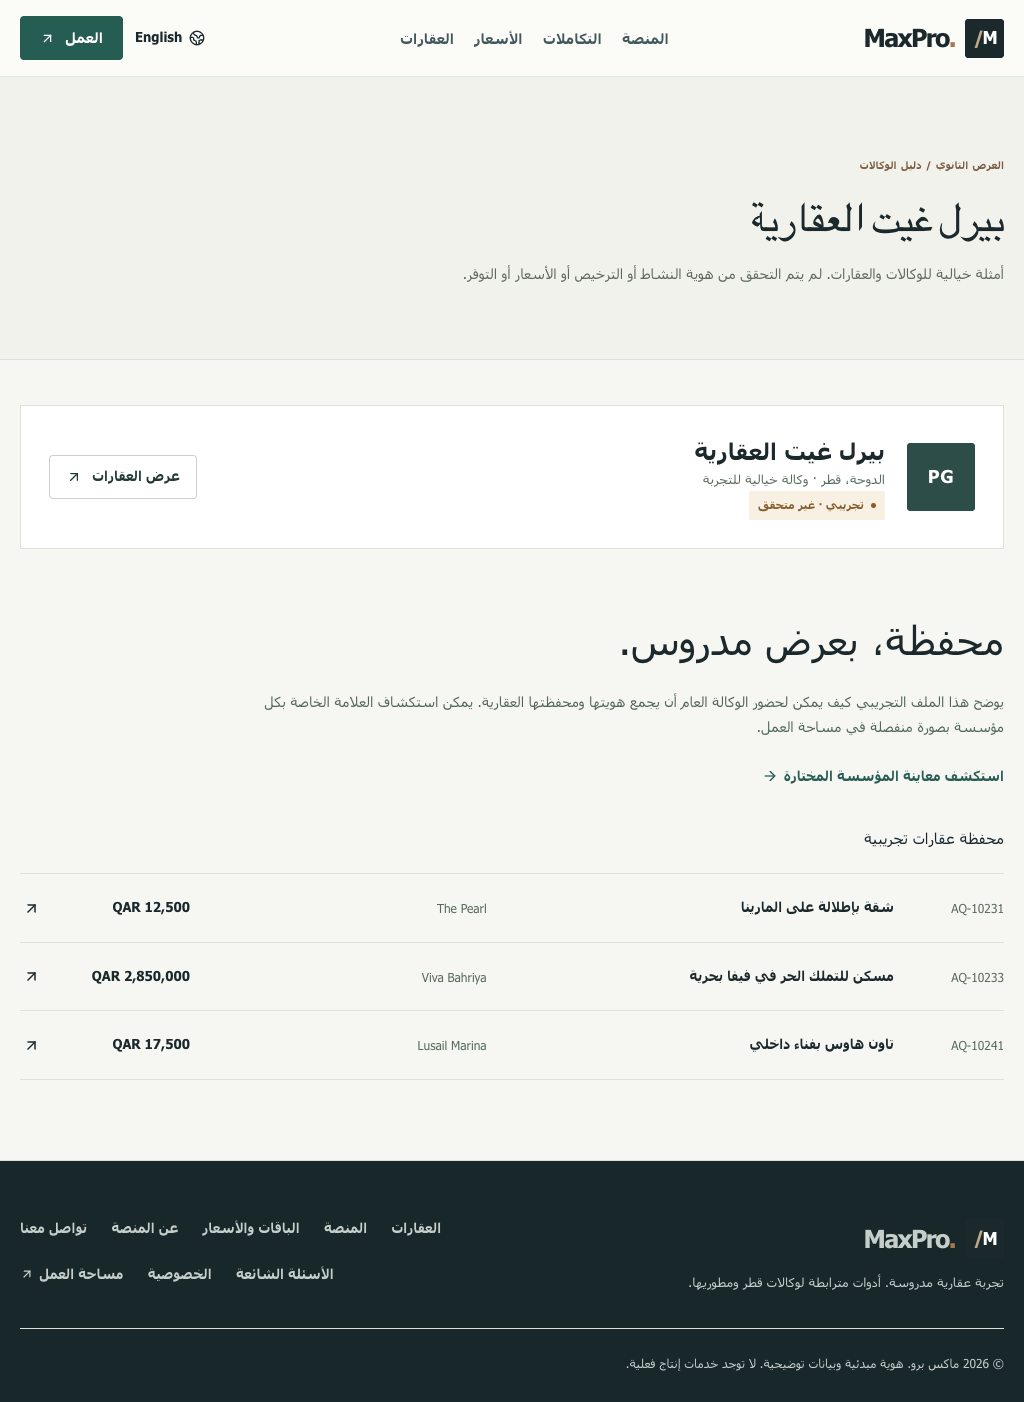 M/ MaxPro.
المنصة
التكاملات
الأسعار
العقارات
English
العمل
العرض الثانوي / دليل الوكالات
بيرل غيت العقارية
أمثلة خيالية للوكالات والعقارات. لم يتم التحقق من هوية النشاط أو الترخيص أو الأسعار أو التوفر.
PG
بيرل غيت العقارية
الدوحة، قطر · وكالة خيالية للتجربة
تجريبي · غير متحقق
عرض العقارات
محفظة، بعرض مدروس.
يوضح هذا الملف التجريبي كيف يمكن لحضور الوكالة العام أن يجمع هويتها ومحفظتها العقارية. يمكن استكشاف العلامة الخاصة بكل
مؤسسة بصورة منفصلة في مساحة العمل.
استكشف معاينة المؤسسة المختارة
محفظة عقارات تجريبية
AQ-10231 شقة بإطلالة على المارينا The Pearl QAR 12,500
AQ-10233 مسكن للتملك الحر في فيفا بحرية Viva Bahriya QAR 2,850,000
AQ-10241 تاون هاوس بفناء داخلي Lusail Marina QAR 17,500
M/ MaxPro.
تجربة عقارية مدروسة. أدوات مترابطة لوكالات قطر ومطوريها.
العقارات
المنصة
الباقات والأسعار
عن المنصة
تواصل معنا
الأسئلة الشائعة
الخصوصية
مساحة العمل
© 2026 ماكس برو. هوية مبدئية وبيانات توضيحية. لا توجد خدمات إنتاج فعلية.